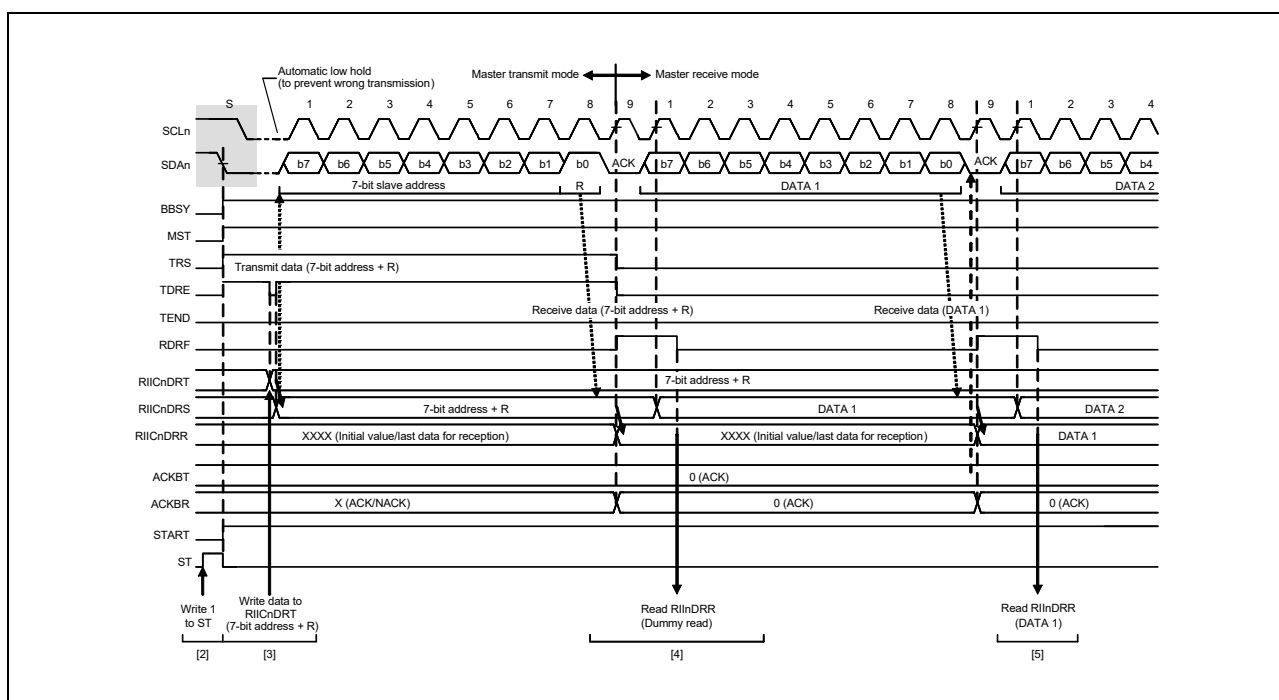 Automatic low hold
(to prevent wrong transmission)
Master transmit mode
Master receive mode
S 1 2 3 4 5 6 7 8 9 1 2 3 4 5 6 7 8 9 1 2 3 4
SCLn
SDAn b7 b6 b5 b4 b3 b2 b1 b0 ACK b7 b6 b5 b4 b3 b2 b1 b0 ACK b7 b6 b5 b4
7-bit slave address R DATA 1 DATA 2
BBSY
MST
TRS
Transmit data (7-bit address + R)
TDRE
Receive data (7-bit address + R) Receive data (DATA 1)
TEND
RDRF
RIICnDRT 7-bit address + R
RIICnDRS 7-bit address + R DATA 1 DATA 2
RIICnDRR XXXX (Initial value/last data for reception) XXXX (Initial value/last data for reception) DATA 1
ACKBT 0 (ACK)
ACKBR X (ACK/NACK) 0 (ACK) 0 (ACK)
START
ST
Write 1
to ST
Write data to
RIICnDRT
(7-bit address + R)
Read RIInDRR
(Dummy read)
Read RIInDRR
(DATA 1)
[2] [3] [4] [5]